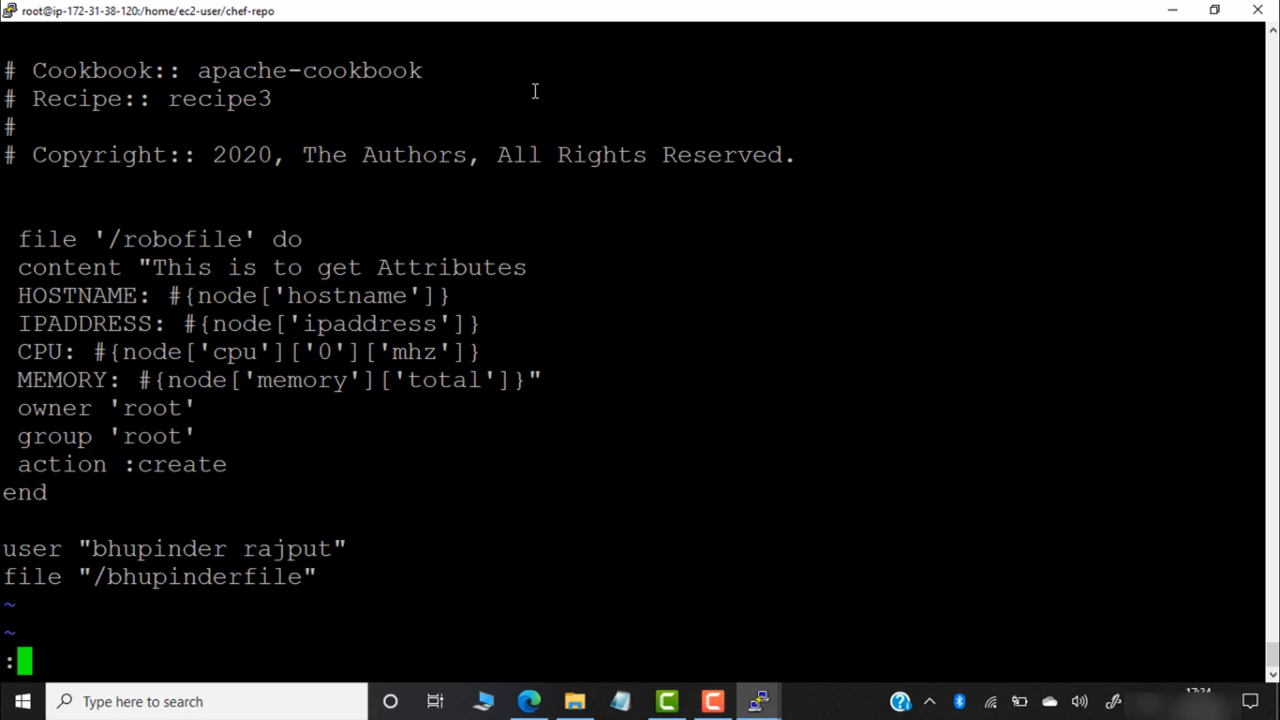 root@ip-172-31-38-120:/home/ec2-user/chef-repo
# Cookbook:: apache-cookbook
# Recipe:: recipe3
#
# Copyright:: 2020, The Authors, All Rights Reserved.
file '/robofile' do
content "This is to get Attributes
HOSTNAME: #{node['hostname']}
IPADDRESS: #{node['ipaddress']}
CPU: #{node['cpu']['0']['mhz']}
MEMORY: #{node['memory']['total']}"
owner 'root'
group 'root'
action :create
end
user "bhupinder rajput"
file "/bhupinderfile"
~
~
:
Type here to search